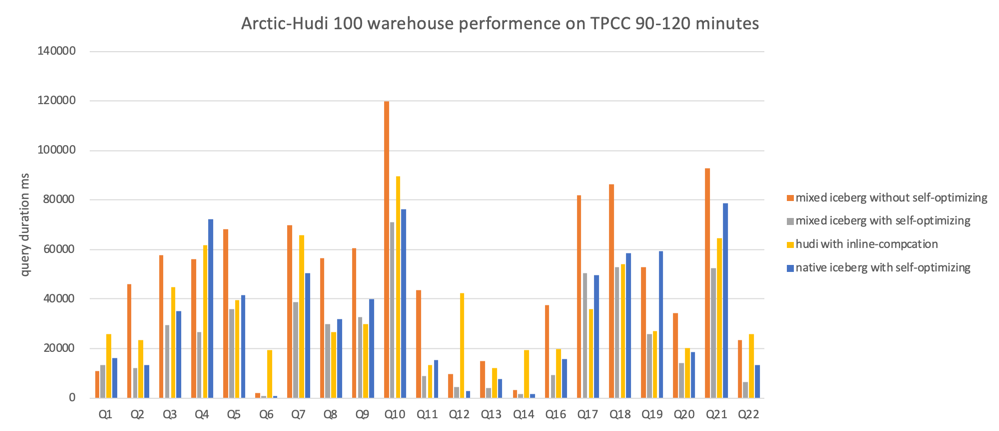 Arctic-Hudi 100 warehouse performence on TPCC 90-120 minutes
140000
120000
100000
80000
60000
40000
20000
0
query duration ms
Q1 Q2 Q3 Q4 Q5 Q6 Q7 Q8 Q9 Q10 Q11 Q12 Q13 Q14 Q16 Q17 Q18 Q19 Q20 Q21 Q22
mixed iceberg without self-optimizing
mixed iceberg with self-optimizing
hudi with inline-compcation
native iceberg with self-optimizing